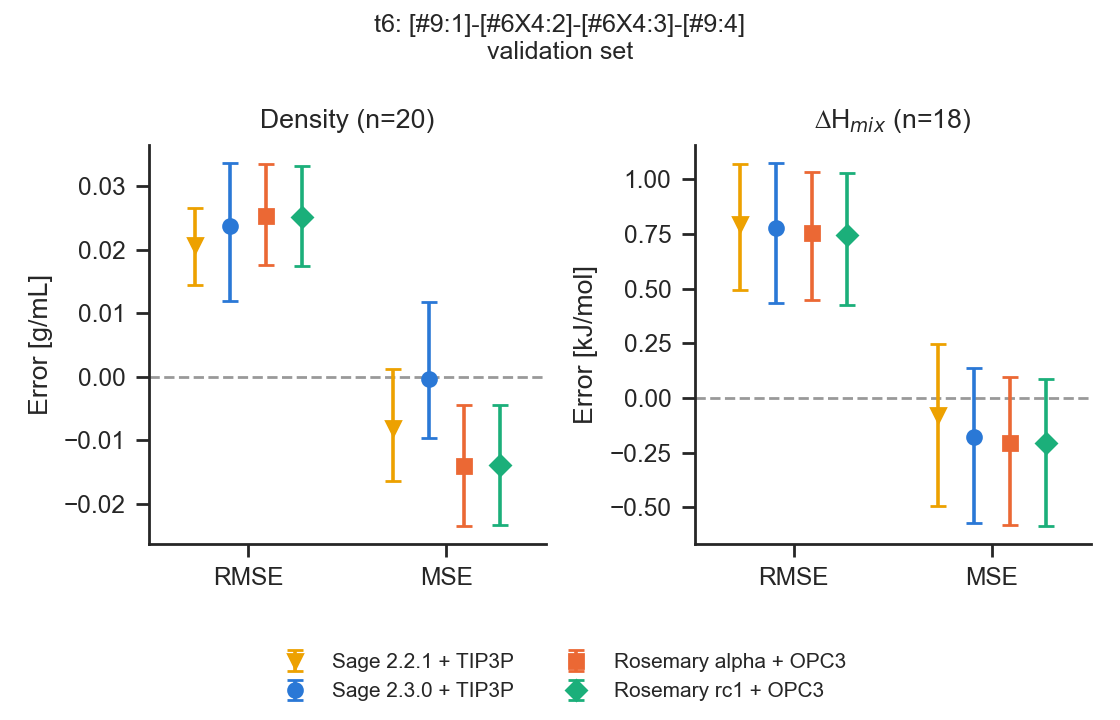 t6: [#9:1]-[#6X4:2]-[#6X4:3]-[#9:4]
validation set
Density (n=20)
Error [g/mL]
0.03
0.02
0.01
0.00
−0.01
−0.02
RMSE
MSE
ΔH_mix (n=18)
Error [kJ/mol]
1.00
0.75
0.50
0.25
0.00
−0.25
−0.50
RMSE
MSE
Sage 2.2.1 + TIP3P
Sage 2.3.0 + TIP3P
Rosemary alpha + OPC3
Rosemary rc1 + OPC3